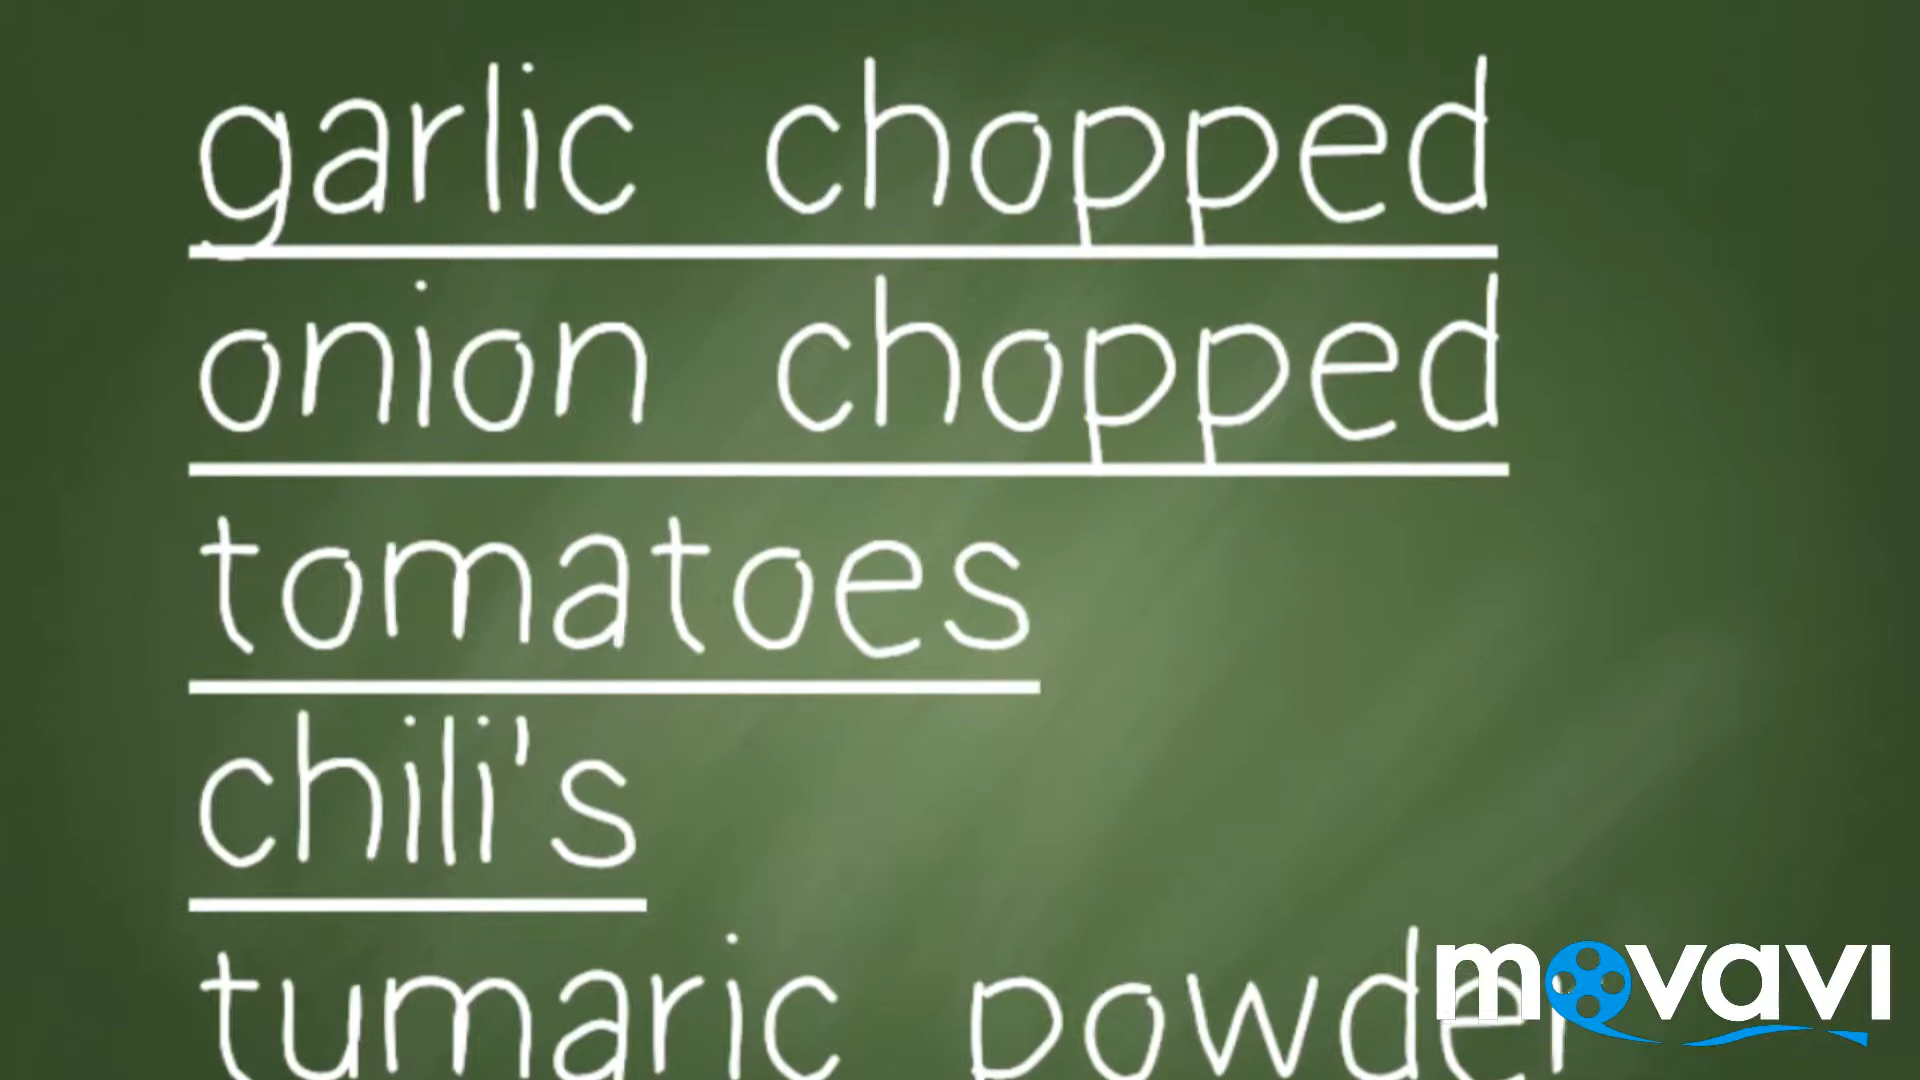 garlic chopped
onion chopped
tomatoes
chili's
tumaric powder
movavi